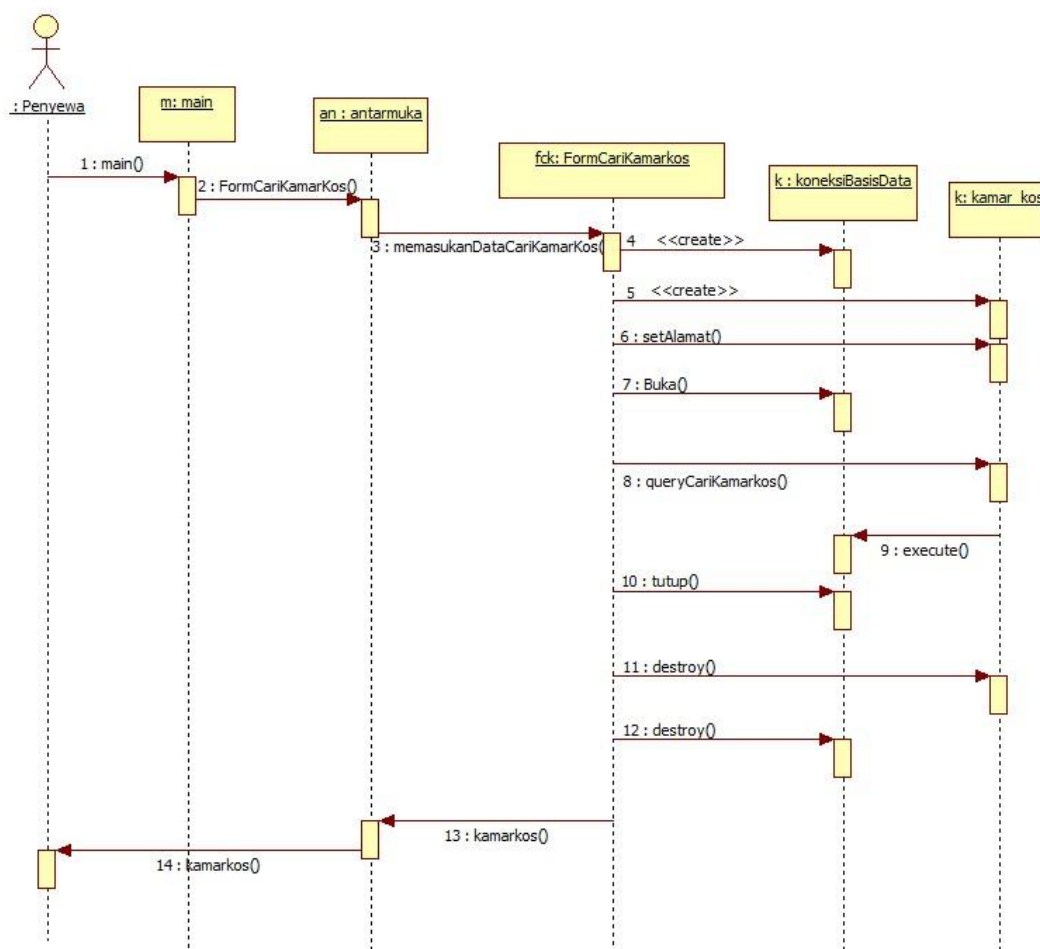 : Penyewa
m: main
an : antarmuka
fck: FormCariKamarkos
k : koneksiBasisData
k: kamar_kos
1 : main()
2 : FormCariKamarKos()
3 : memasukanDataCariKamarKos()
4 <<create>>
5 <<create>>
6 : setAlamat()
7 : Buka()
8 : queryCariKamarkos()
9 : execute()
10 : tutup()
11 : destroy()
12 : destroy()
13 : kamarkos()
14 : kamarkos()